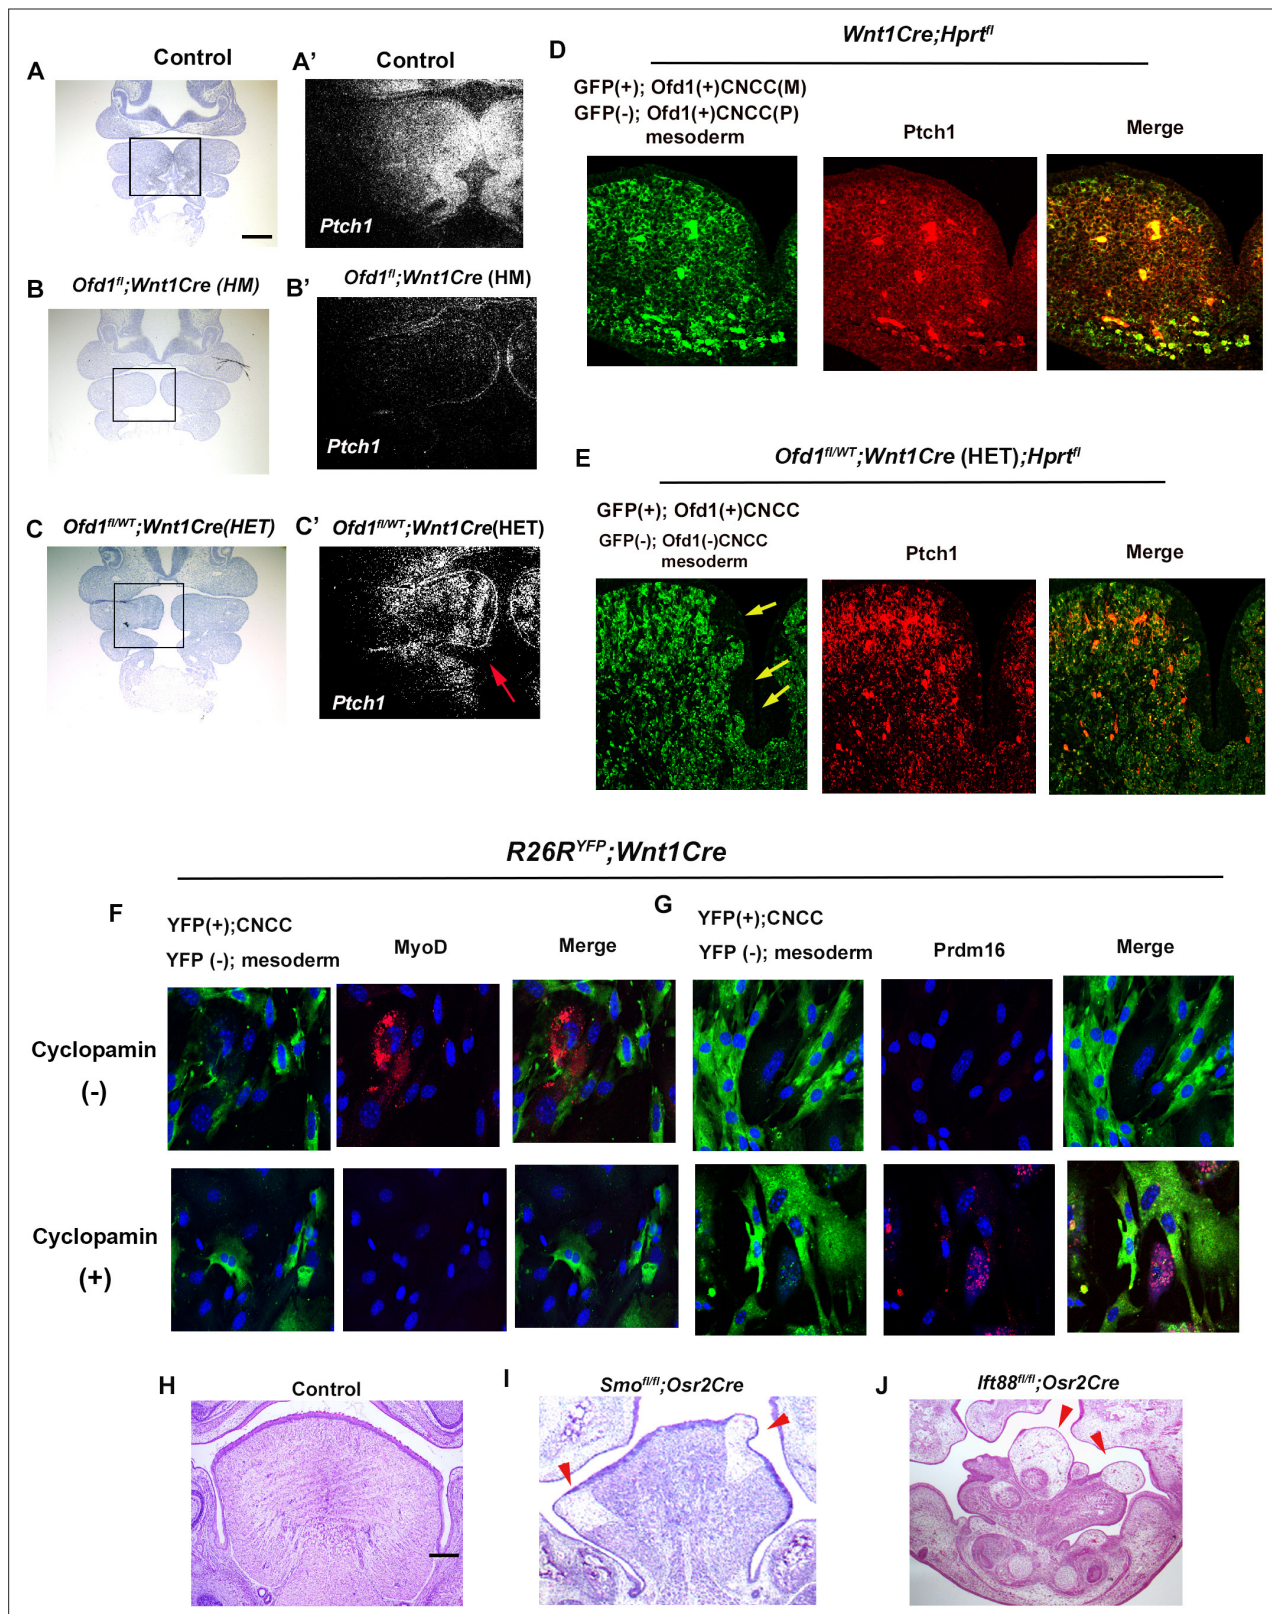 A
Control
A’
Control
Ptch1
B
Ofd1fl;Wnt1Cre (HM)
B’
Ofd1fl;Wnt1Cre (HM)
Ptch1
C
Ofd1fl/WT;Wnt1Cre(HET)
C’
Ofd1fl/WT;Wnt1Cre(HET)
Ptch1
D
Wnt1Cre;Hprtfl
GFP(+); Ofd1(+)CNCC(M)
GFP(-); Ofd1(+)CNCC(P)
mesoderm
Ptch1
Merge
E
Ofd1fl/WT;Wnt1Cre (HET);Hprtfl
GFP(+); Ofd1(+)CNCC
GFP(-); Ofd1(-)CNCC
mesoderm
Ptch1
Merge
R26RYFP;Wnt1Cre
F
YFP(+);CNCC
YFP (-); mesoderm
MyoD
Merge
G
YFP(+);CNCC
YFP (-); mesoderm
Prdm16
Merge
Cyclopamin
(-)
Cyclopamin
(+)
H
Control
I
Smofl/fl;Osr2Cre
J
Ift88fl/fl;Osr2Cre